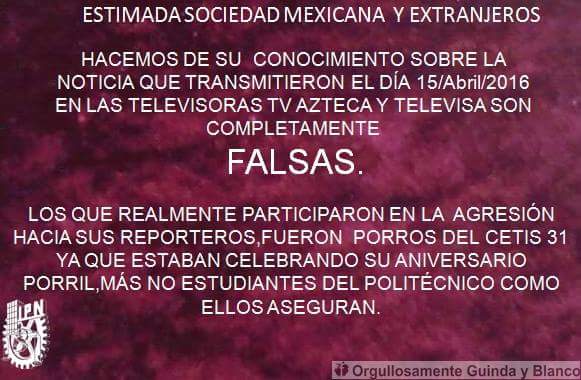 ESTIMADA SOCIEDAD MEXICANA Y EXTRANJEROS
HACEMOS DE SU CONOCIMIENTO SOBRE LA
NOTICIA QUE TRANSMITIERON EL DÍA 15/Abril/2016
EN LAS TELEVISORAS TV AZTECA Y TELEVISA SON
COMPLETAMENTE
FALSAS.
LOS QUE REALMENTE PARTICIPARON EN LA AGRESIÓN
HACIA SUS REPORTEROS,FUERON PORROS DEL CETIS 31
YA QUE ESTABAN CELEBRANDO SU ANIVERSARIO
PORRIL,MÁS NO ESTUDIANTES DEL POLITÉCNICO COMO
ELLOS ASEGURAN.
IPN
Orgullosamente Guinda y Blanco